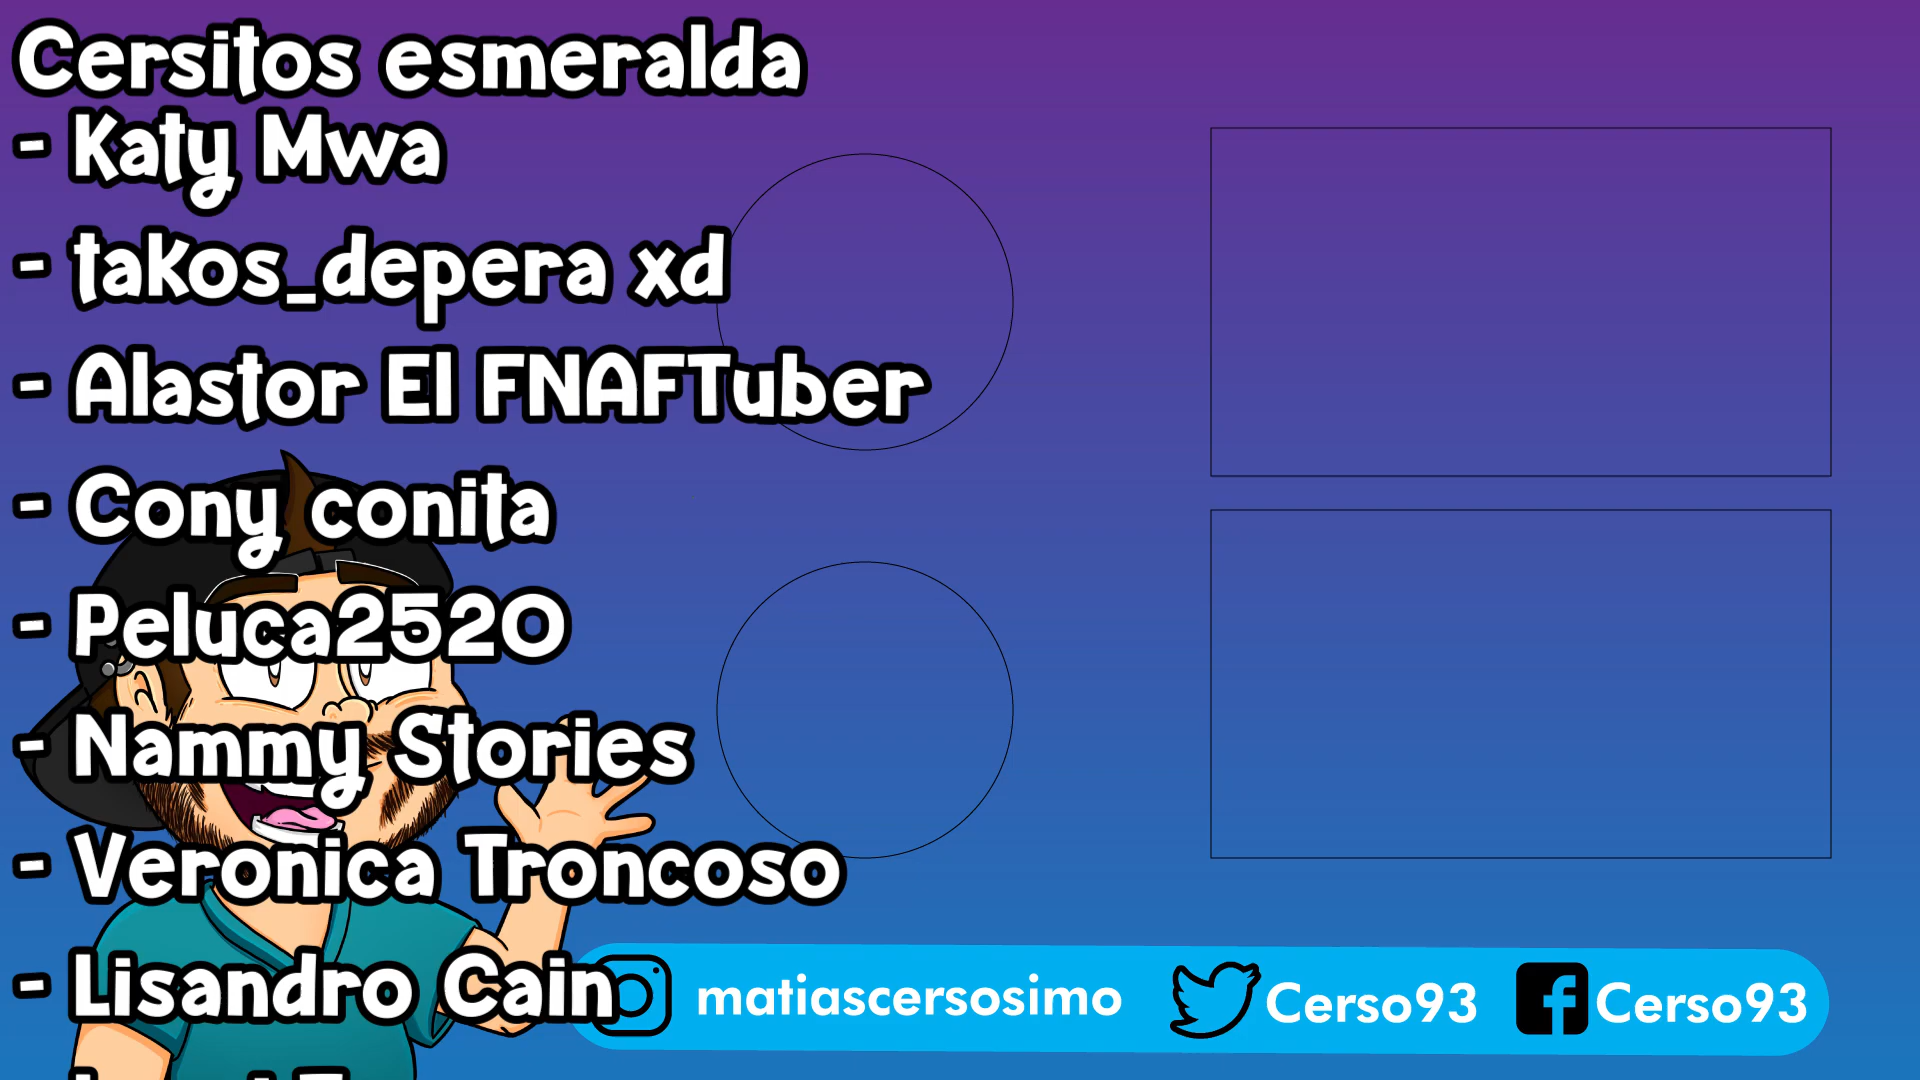 Cersitos esmeralda
- Katy Mwa
- takos_depera xd
- Alastor El FNAFTuber
- Cony conita
- Peluca2520
- Nammy Stories
- Veronica Troncoso
- Lisandro Cain
matiascersosimo
Cerso93
Cerso93